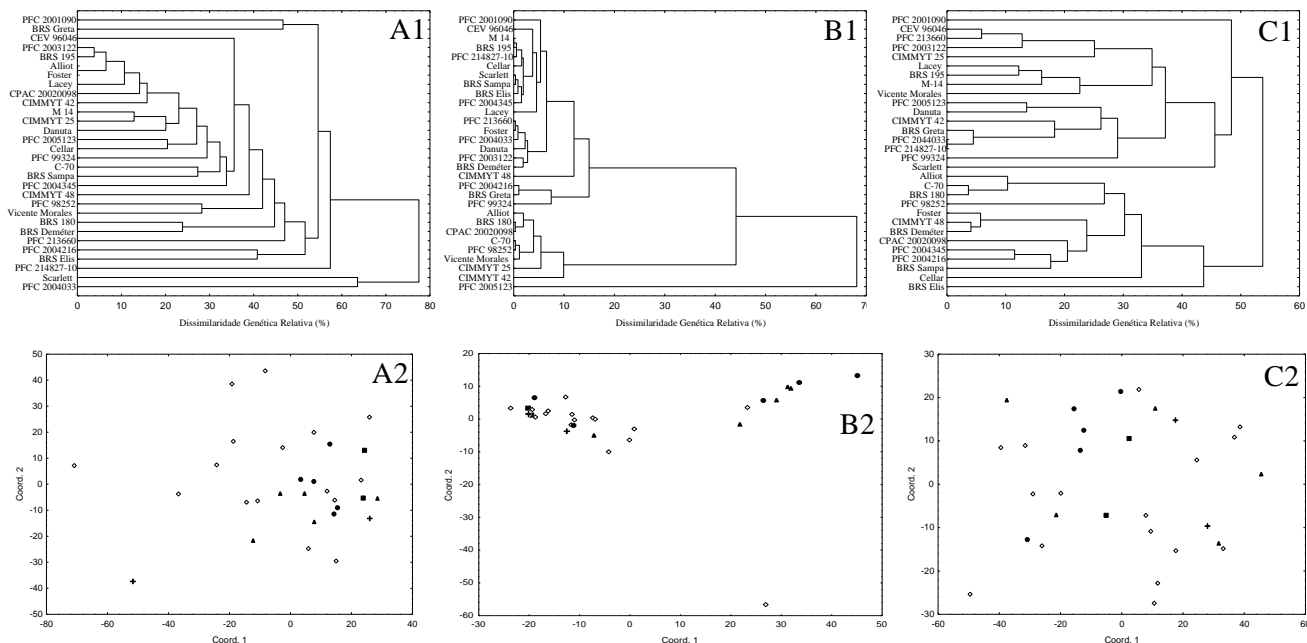 A1
PFC 2001090
BRS Greta
CEV 96046
PFC 2003122
BRS 195
Alliot
Foster
Lacey
CPAC 20020098
CIMMYT 42
M 14
CIMMYT 25
Danuta
PFC 2005123
Cellar
PFC 99324
C-70
BRS Sampa
PFC 2004345
CIMMYT 48
PFC 98252
Vicente Morales
BRS 180
BRS Deméter
PFC 213660
PFC 2004216
BRS Elis
PFC 214827-10
Scarlett
PFC 2004033
0 10 20 30 40 50 60 70 80
Dissimilaridade Genética Relativa (%)
B1
PFC 2001090
CEV 96046
M 14
BRS 195
PFC 214827-10
Cellar
Scarlett
BRS Sampa
BRS Elis
PFC 2004345
Lacey
PFC 213660
Foster
PFC 2004033
Danuta
PFC 2003122
BRS Deméter
CIMMYT 48
PFC 2004216
BRS Greta
PFC 99324
Alliot
BRS 180
CPAC 20020098
C-70
PFC 98252
Vicente Morales
CIMMYT 25
CIMMYT 42
PFC 2005123
0 10 20 30 40 50 60 70
Dissimilaridade Genética Relativa (%)
C1
PFC 2001090
CEV 96046
PFC 213660
PFC 2003122
CIMMYT 25
Lacey
BRS 195
M-14
Vicente Morales
PFC 2005123
Danuta
CIMMYT 42
BRS Greta
PFC 2044033
PFC 214827-10
PFC 99324
Scarlett
Alliot
C-70
BRS 180
PFC 98252
Foster
CIMMYT 48
BRS Deméter
CPAC 20020098
PFC 2004345
PFC 2004216
BRS Sampa
Cellar
BRS Elis
0 10 20 30 40 50 60
Dissimilaridade Genética Relativa (%)
A2
Coord. 2
50
40
30
20
10
0
-10
-20
-30
-40
-50
-80 -60 -40 -20 0 20 40
Coord. 1
B2
Coord. 2
20
10
0
-10
-20
-30
-40
-50
-60
-30 -20 -10 0 10 20 30 40 50
Coord. 1
C2
Coord. 2
30
20
10
0
-10
-20
-30
-60 -40 -20 0 20 40 60
Coord. 1